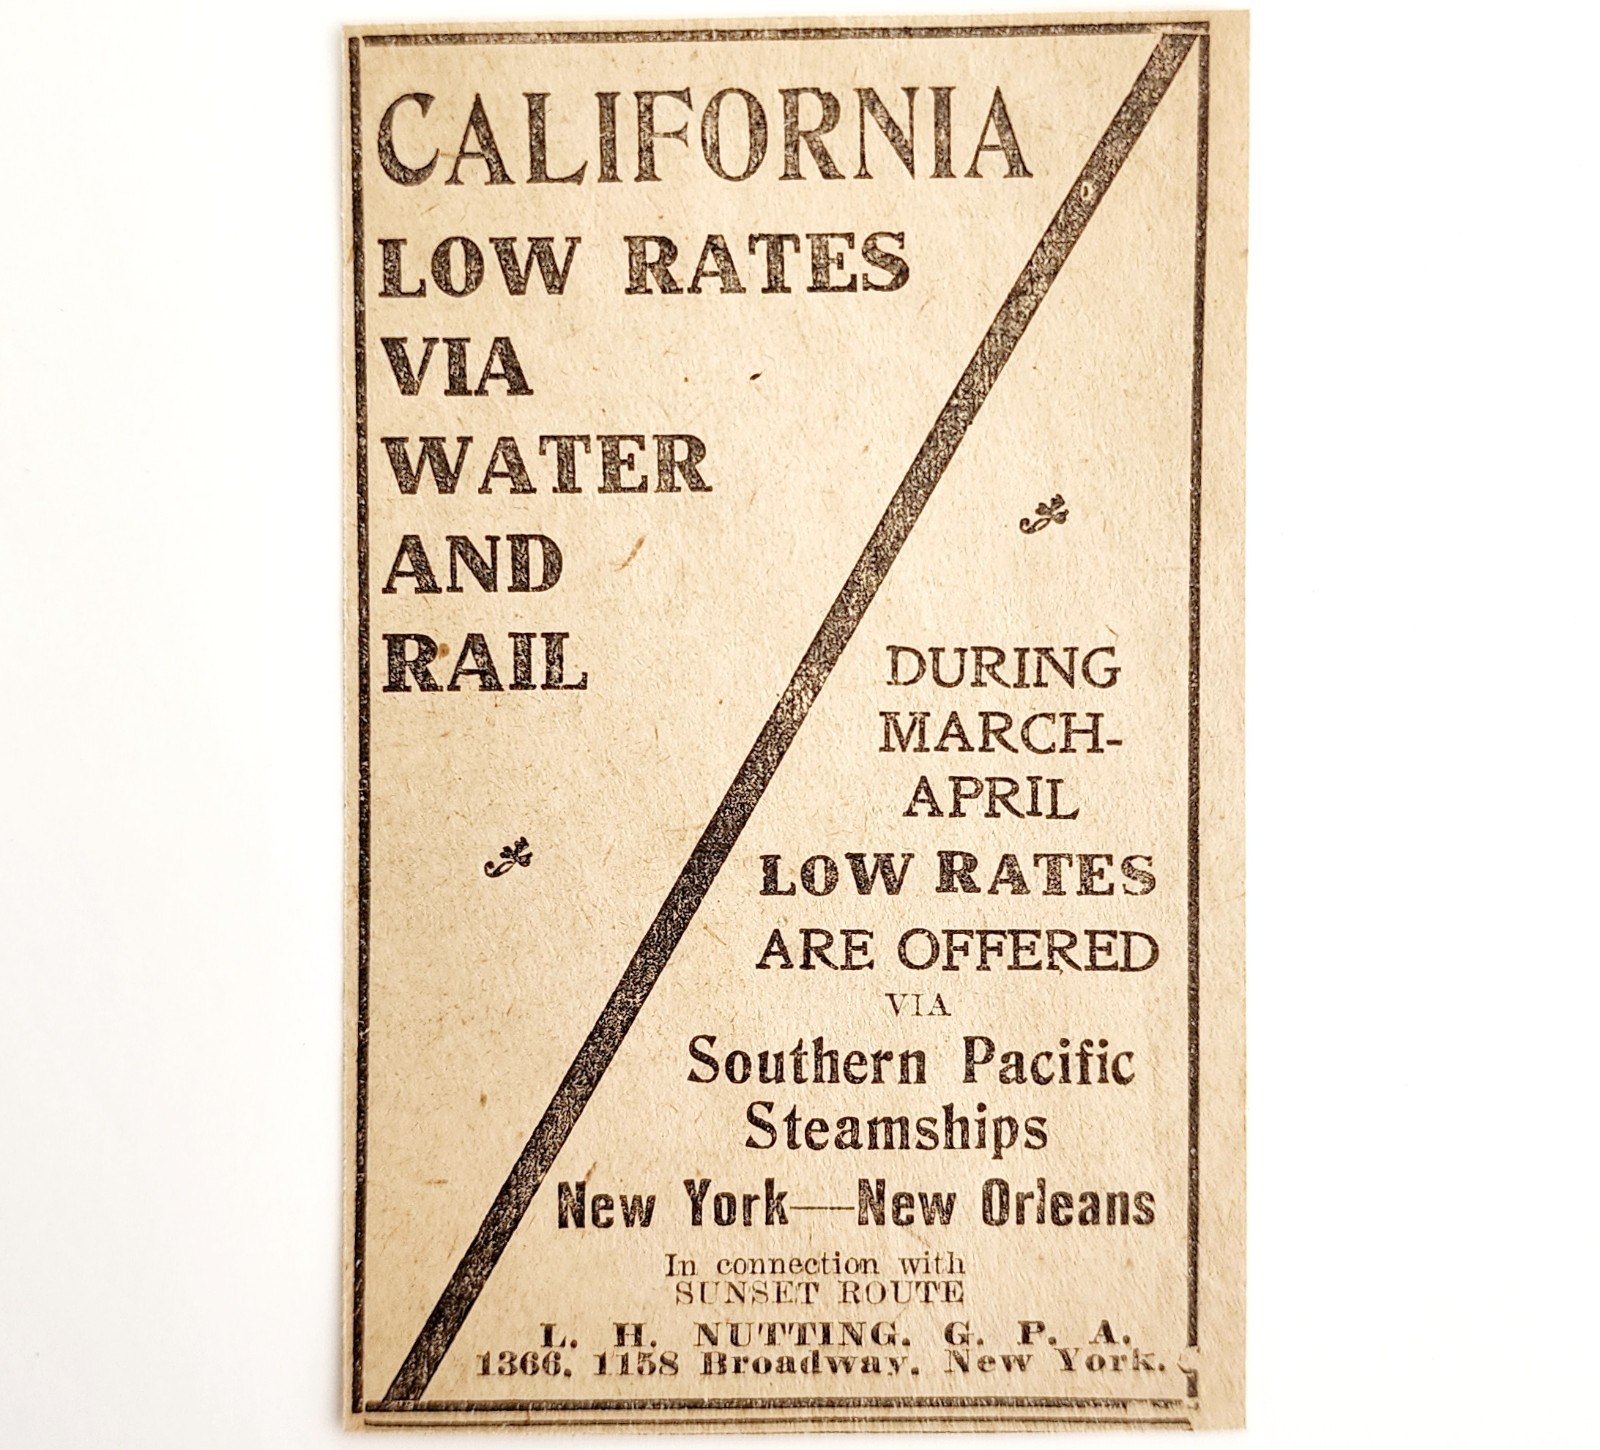 CALIFORNIA
LOW RATES
VIA
WATER
AND
RAIL
DURING
MARCH-
APRIL
LOW RATES
ARE OFFERED
VIA
Southern Pacific
Steamships
New York—New Orleans
In connection with
SUNSET ROUTE
L. H. NUTTING. G. P. A.
1366, 1158 Broadway. New York.